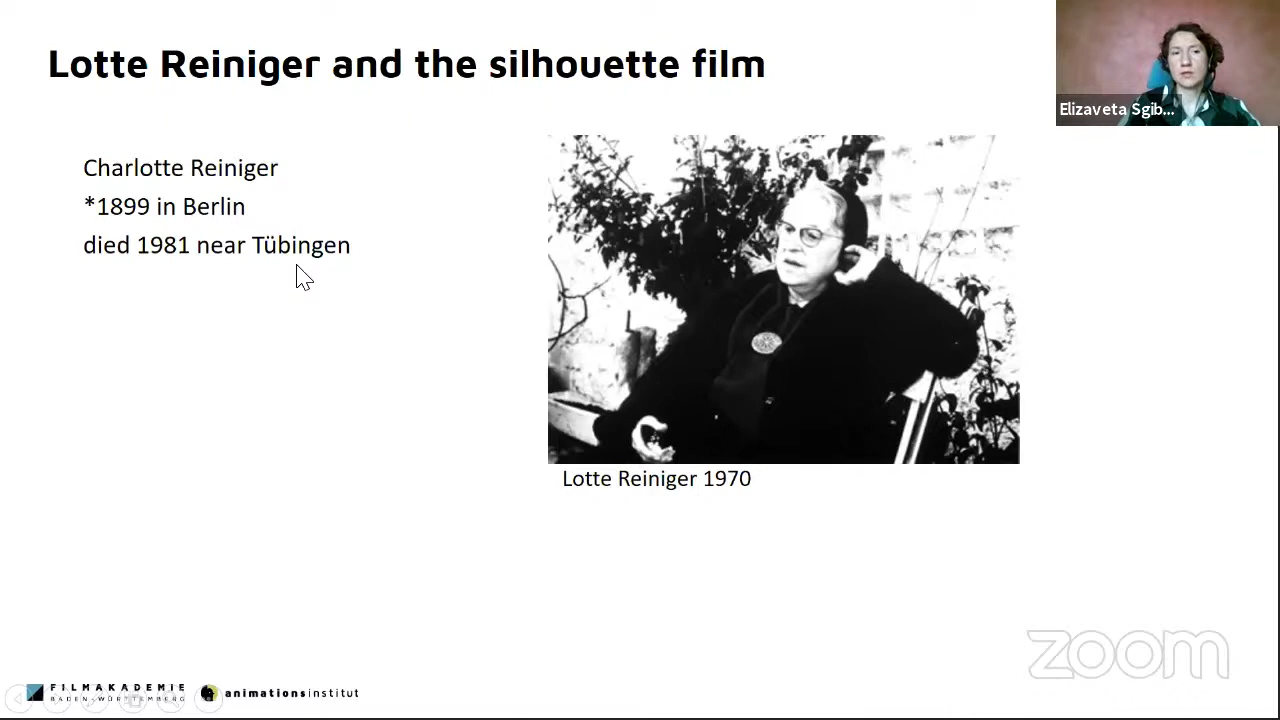 Lotte Reiniger and the silhouette film
Elizaveta Sgib...
Charlotte Reiniger
*1899 in Berlin
died 1981 near Tübingen
Lotte Reiniger 1970
zoom
FILMAKADEMIE
BADEN-WÜRTTEMBERG
animationsinstitut